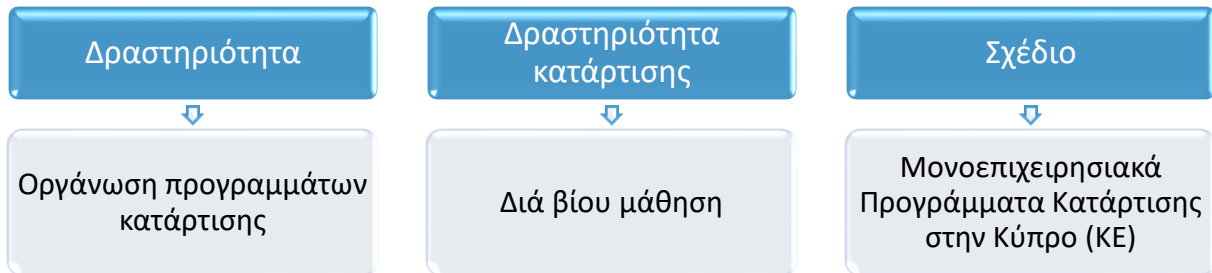 Δραστηριότητα
Οργάνωση προγραμμάτων
κατάρτισης
Δραστηριότητα
κατάρτισης
Διά βίου μάθηση
Σχέδιο
Μονοεπιχειρησιακά
Προγράμματα Κατάρτισης
στην Κύπρο (ΚΕ)